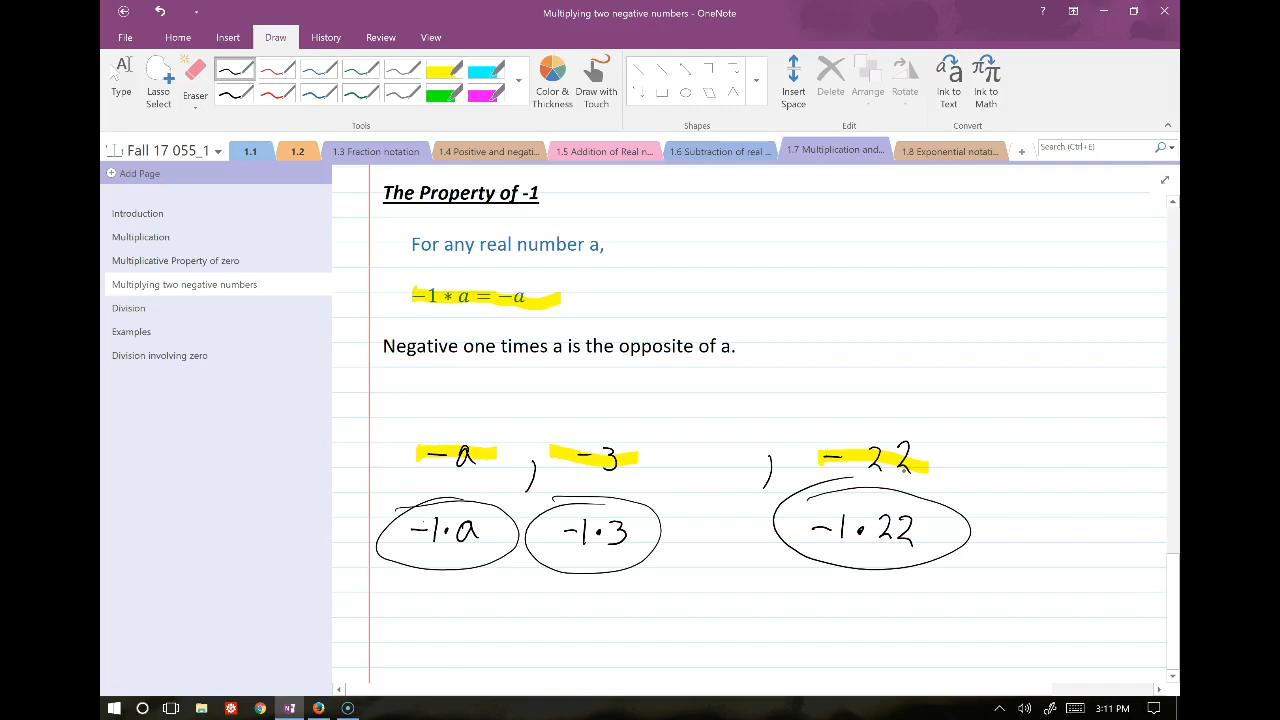 Multiplying two negative numbers - OneNote
?
File Home Insert Draw History Review View
Type Lasso Select Eraser Color & Thickness Draw with Touch Insert Space Delete Arrange Rotate Ink to Text Ink to Math
Tools Shapes Edit Convert
Fall 17 055_1 1.1 1.2 1.3 Fraction notation 1.4 Positive and negati... 1.5 Addition of Real n... 1.6 Subtraction of real ... 1.7 Multiplication and... 1.8 Exponential notati... Search (Ctrl+E)
Add Page
Introduction
Multiplication
Multiplicative Property of zero
Multiplying two negative numbers
Division
Examples
Division involving zero
The Property of -1
For any real number a,
−1 ∗ a = −a
Negative one times a is the opposite of a.
-a , -3 , -22
-1·a -1·3 -1·22
3:11 PM